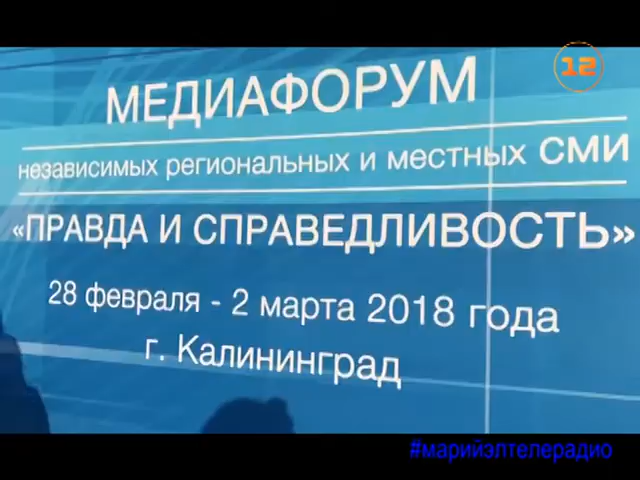 12
МЕДИАФОРУМ
независимых региональных и местных СМИ
«ПРАВДА И СПРАВЕДЛИВОСТЬ»
28 февраля - 2 марта 2018 года
г. Калининград
#марийэлтелерадио